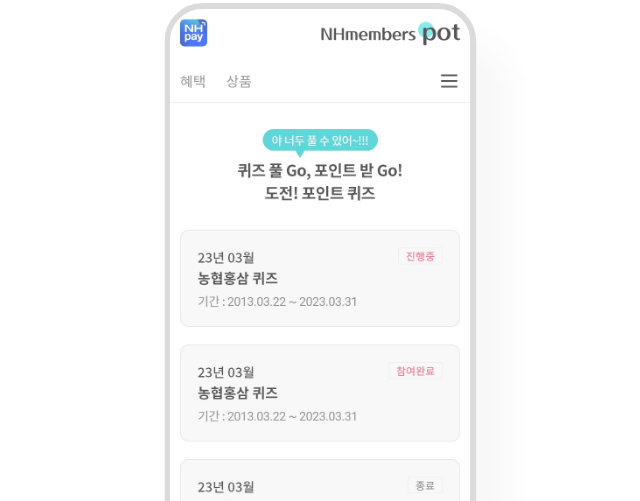 NH
pay
NHmembers pot
혜택 상품
야 너두 풀 수 있어~!!!
퀴즈 풀 Go, 포인트 받 Go!
도전! 포인트 퀴즈
23년 03월 진행중
농협홍삼 퀴즈
기간 : 2013.03.22 ~ 2023.03.31
23년 03월 참여완료
농협홍삼 퀴즈
기간 : 2013.03.22 ~ 2023.03.31
23년 03월 종료